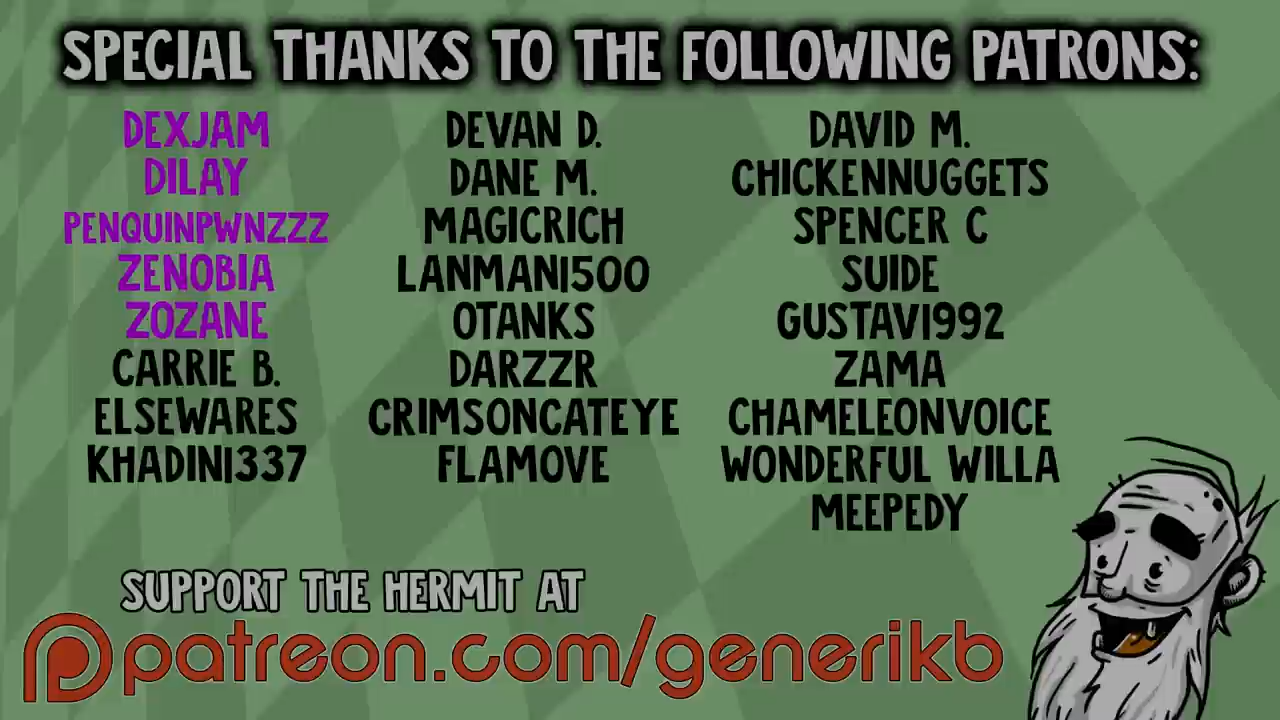 SPECIAL THANKS TO THE FOLLOWING PATRONS:
DEXJAM
DILAY
PENQUINPWNZZZ
ZENOBIA
ZOZANE
CARRIE B.
ELSEWARES
KHADIN1337
DEVAN D.
DANE M.
MAGICRICH
LANMAN1500
OTANKS
DARZZR
CRIMSONCATEYE
FLAMOVE
DAVID M.
CHICKENNUGGETS
SPENCER C
SUIDE
GUSTAV1992
ZAMA
CHAMELEONVOICE
WONDERFUL WILLA
MEEPEDY
SUPPORT THE HERMIT AT
patreon.com/generikb